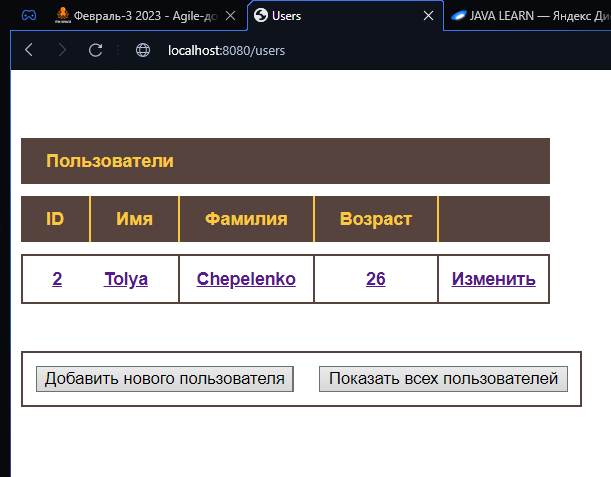 Февраль-3 2023 - Agile-до
Users
JAVA LEARN — Яндекс Ди
localhost:8080/users
Пользователи
ID Имя Фамилия Возраст
2 Tolya Chepelenko 26 Изменить
Добавить нового пользователя Показать всех пользователей